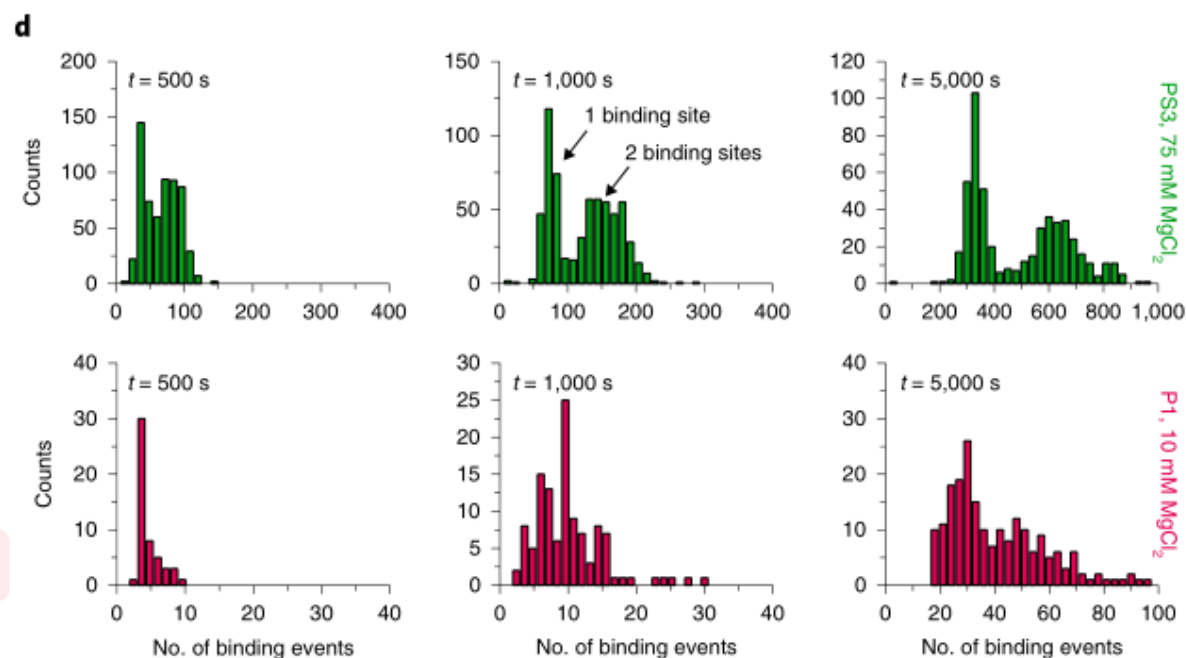 d
t = 500 s
t = 1,000 s
t = 5,000 s
1 binding site
2 binding sites
Counts
200
150
100
50
0
0 100 200 300 400
150
100
50
0
0 100 200 300 400
120
100
80
60
40
20
0
0 200 400 600 800 1,000
PS3, 75 mM MgCl₂
t = 500 s
t = 1,000 s
t = 5,000 s
Counts
40
30
20
10
0
0 10 20 30 40
30
25
20
15
10
5
0
0 10 20 30 40
40
30
20
10
0
0 20 40 60 80 100
P1, 10 mM MgCl₂
No. of binding events
No. of binding events
No. of binding events